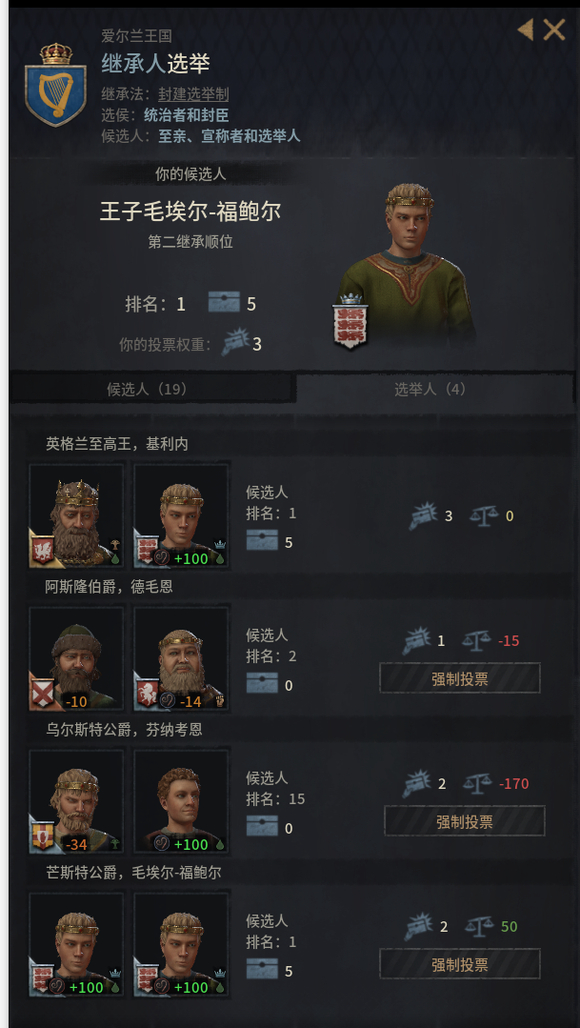 爱尔兰王国
继承人选举
继承法：封建选举制
选侯：统治者和封臣
候选人：至亲、宣称者和选举人
你的候选人
王子毛埃尔-福鲍尔
第二继承顺位
排名：1 5
你的投票权重： 3
候选人（19） 选举人（4）
英格兰至高王，基利内
候选人
排名：1
5
3 0
+100
阿斯隆伯爵，德毛恩
候选人
排名：2
0
1 -15
强制投票
-10 -14
乌尔斯特公爵，芬纳考恩
候选人
排名：15
0
2 -170
强制投票
-34 +100
芒斯特公爵，毛埃尔-福鲍尔
候选人
排名：1
5
2 50
强制投票
+100 +100